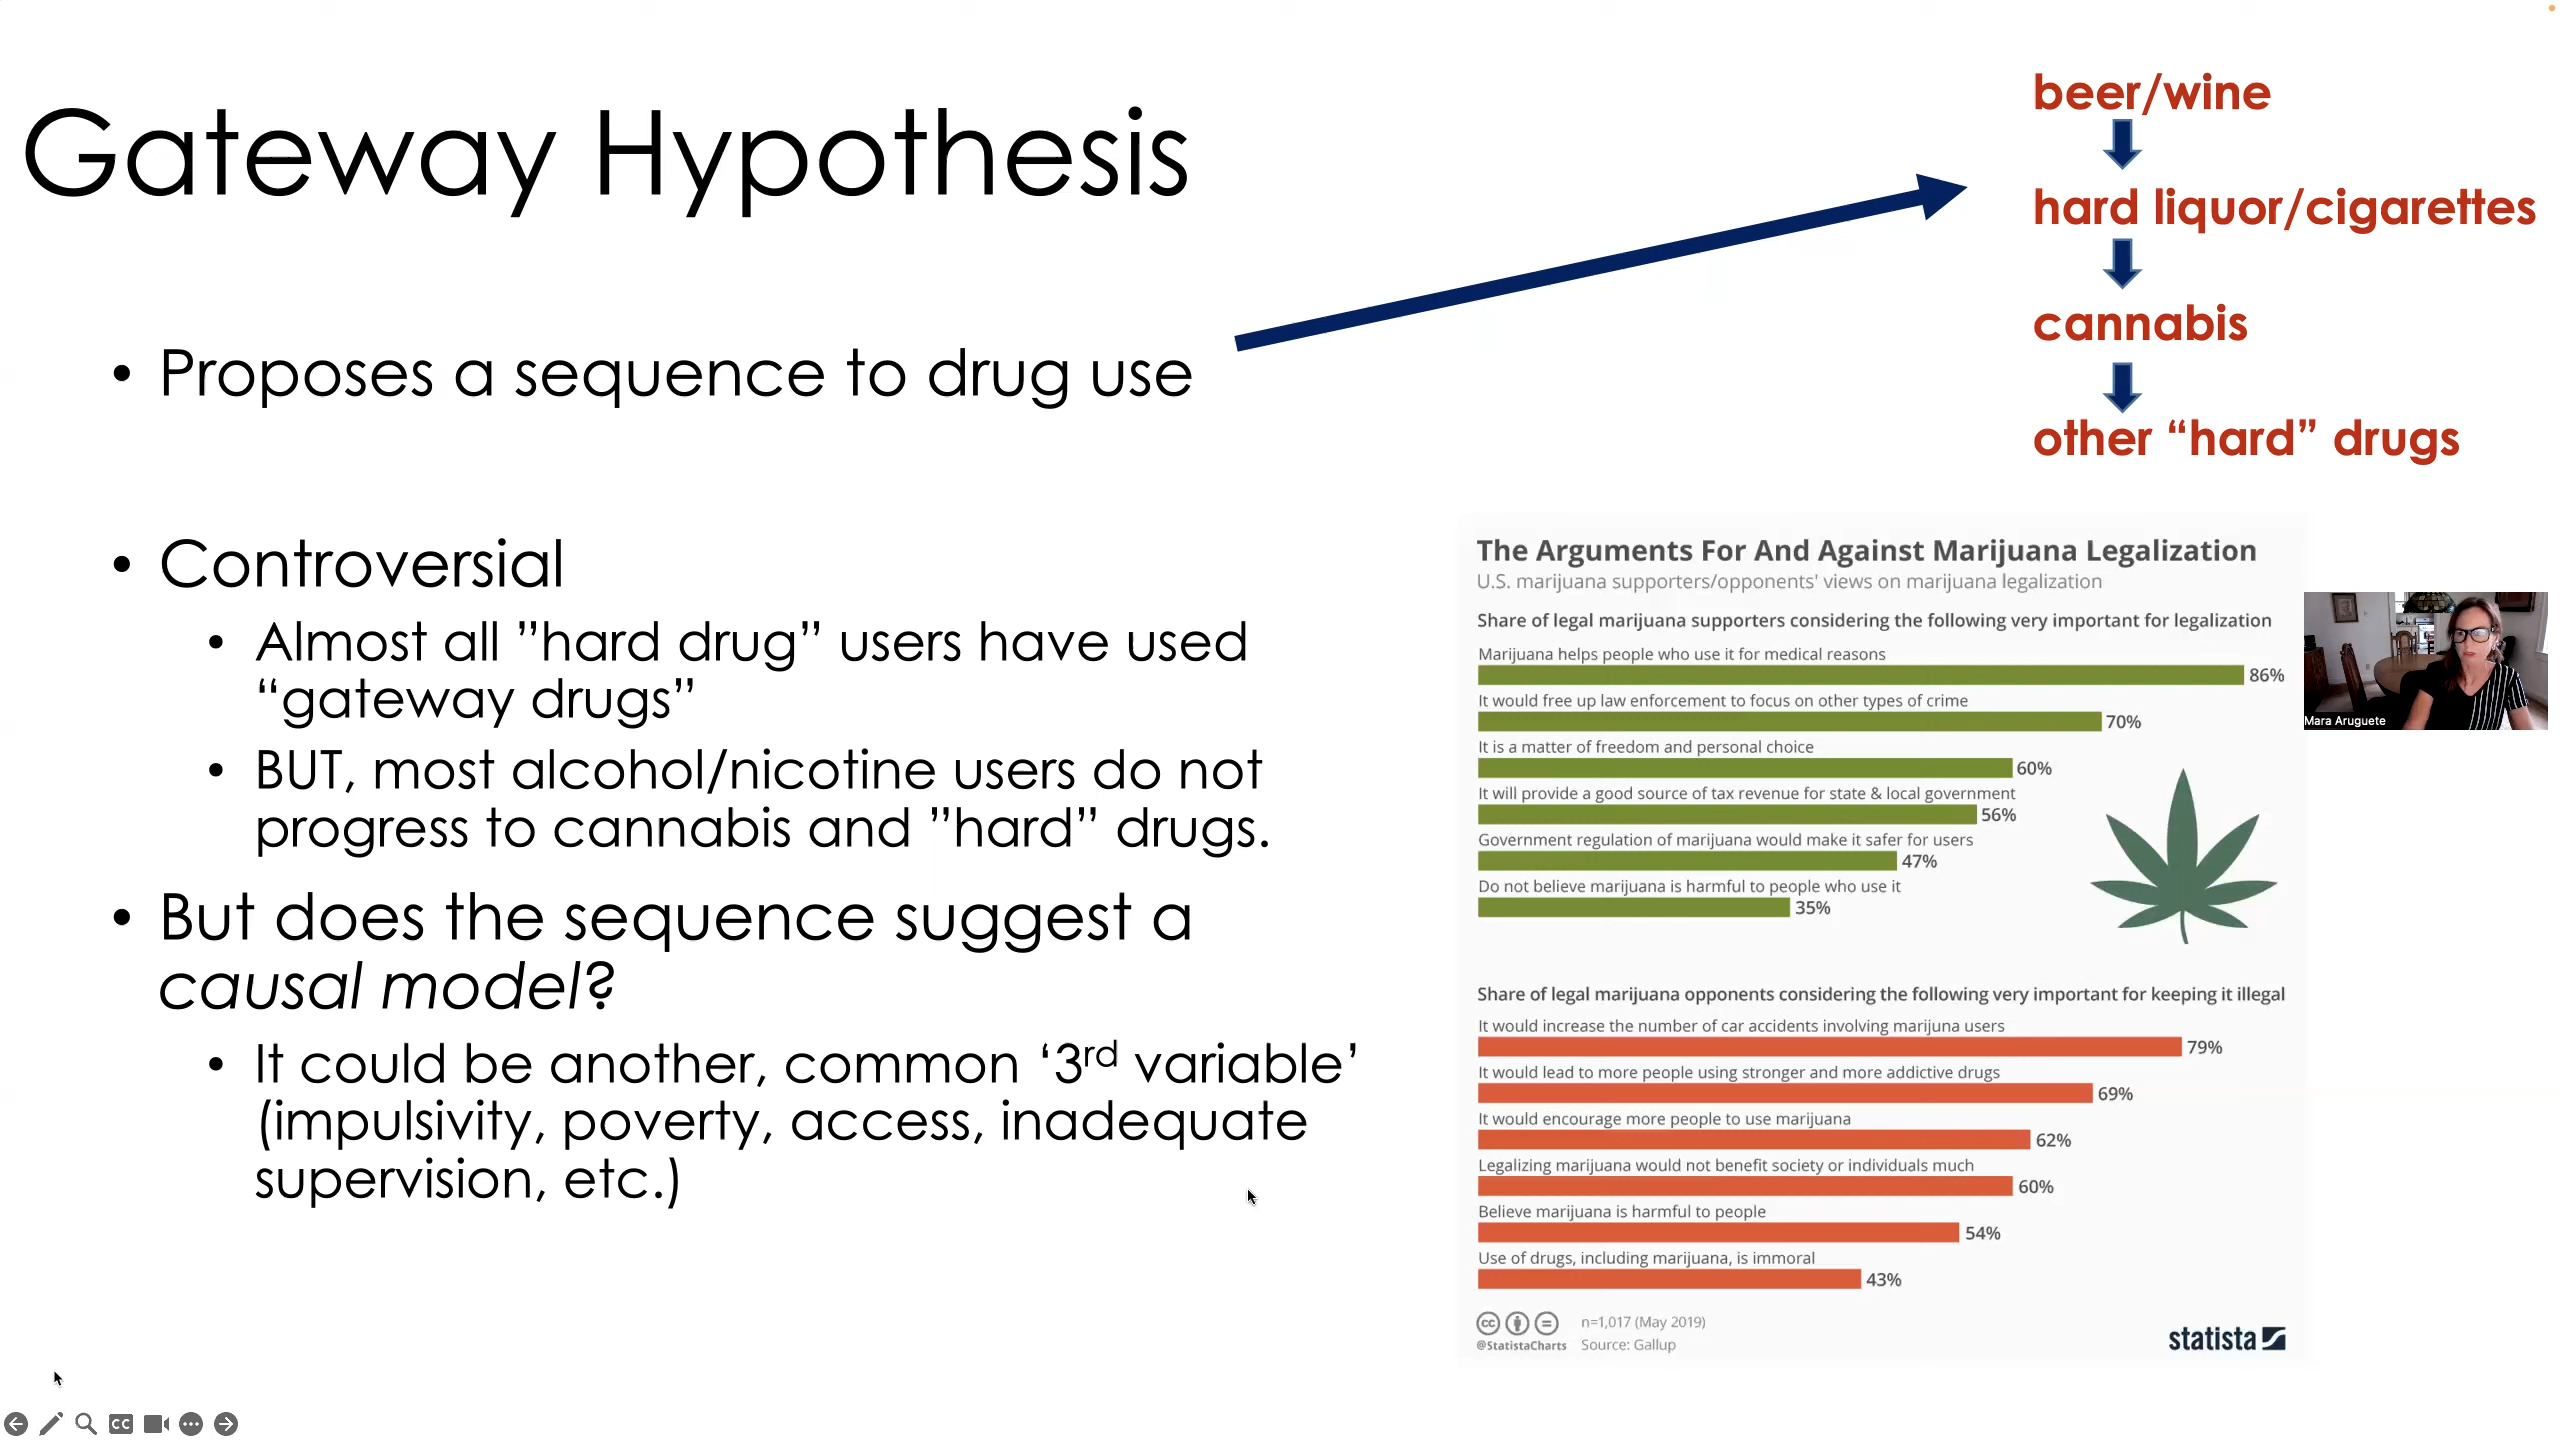 Gateway Hypothesis
beer/wine
hard liquor/cigarettes
cannabis
other “hard” drugs
• Proposes a sequence to drug use
• Controversial
• Almost all ”hard drug” users have used
“gateway drugs”
• BUT, most alcohol/nicotine users do not
progress to cannabis and ”hard” drugs.
• But does the sequence suggest a
causal model?
• It could be another, common ‘3rd variable’
(impulsivity, poverty, access, inadequate
supervision, etc.)
The Arguments For And Against Marijuana Legalization
U.S. marijuana supporters/opponents' views on marijuana legalization
Share of legal marijuana supporters considering the following very important for legalization
Marijuana helps people who use it for medical reasons
86%
It would free up law enforcement to focus on other types of crime
70%
It is a matter of freedom and personal choice
60%
It will provide a good source of tax revenue for state & local government
56%
Government regulation of marijuana would make it safer for users
47%
Do not believe marijuana is harmful to people who use it
35%
Share of legal marijuana opponents considering the following very important for keeping it illegal
It would increase the number of car accidents involving marijuna users
79%
It would lead to more people using stronger and more addictive drugs
69%
It would encourage more people to use marijuana
62%
Legalizing marijuana would not benefit society or individuals much
60%
Believe marijuana is harmful to people
54%
Use of drugs, including marijuana, is immoral
43%
cc
@StatistaCharts
n=1,017 (May 2019)
Source: Gallup
statista
Mara Aruguete
CC